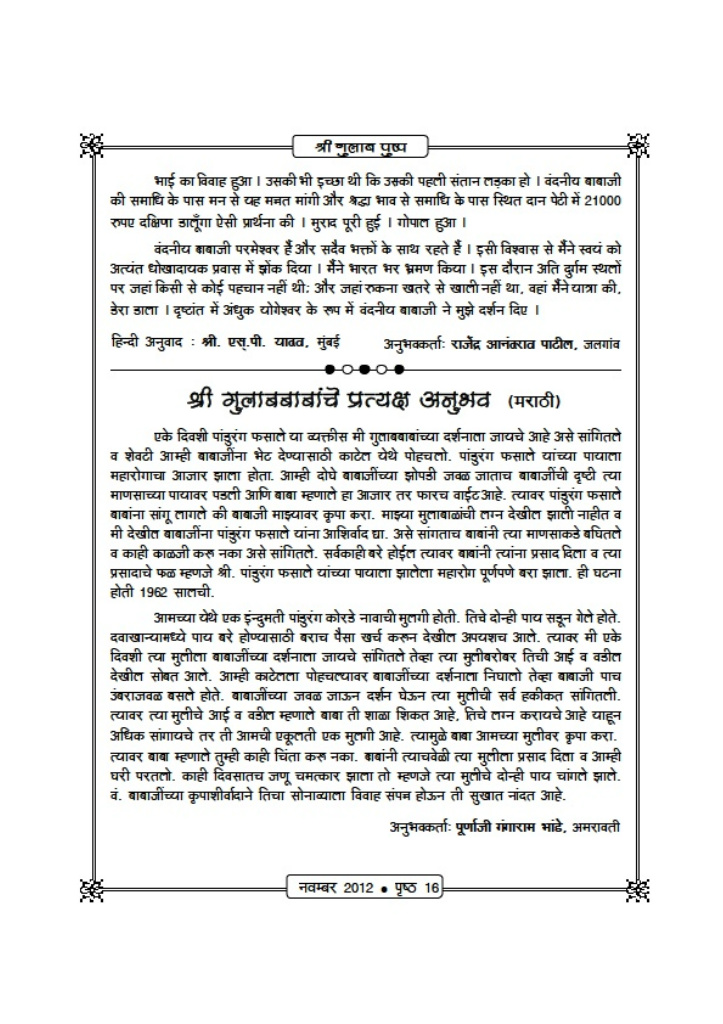 श्री गुलाब पुष्प
भाई का विवाह हुआ । उसकी भी इच्छा थी कि उसकी पहली संतान लड़का हो । वंदनीय बाबाजी
की समाधि के पास मन से यह मन्नत मांगी और श्रद्धा भाव से समाधि के पास स्थित दान पेटी में 21000
रुपए दक्षिणा डालूँगा ऐसी प्रार्थना की । मुराद पूरी हुई । गोपाल हुआ ।
वंदनीय बाबाजी परमेश्वर हैं और सदैव भक्तों के साथ रहते हैं । इसी विश्वास से मैंने स्वयं को
अत्यंत धोखादायक प्रवास में झोंक दिया । मैंने भारत भर भ्रमण किया । इस दौरान अति दुर्गम स्थलों
पर जहां किसी से कोई पहचान नहीं थी; और जहां रुकना खतरे से खाली नहीं था, वहां मैंने यात्रा की,
डेरा डाला । दृष्टांत में अंधुक योगेश्वर के रूप में वंदनीय बाबाजी ने मुझे दर्शन दिए ।
हिन्दी अनुवाद : श्री. एस्.पी. यादव, मुंबई अनुभवकर्ताः राजेंद्र आनंदराव पाटील, जलगांव
श्री गुलाबबाबांचे प्रत्यक्ष अनुभव (मराठी)
एके दिवशी पांडुरंग फसाले या व्यक्तीस मी गुलाबबाबांच्या दर्शनाला जायचे आहे असे सांगितले
व शेवटी आम्ही बाबाजींना भेट देण्यासाठी काटेल येथे पोहचलो. पांडुरंग फसाले यांच्या पायाला
महारोगाचा आजार झाला होता. आम्ही दोघे बाबाजींच्या झोपडी जवळ जाताच बाबाजींची दृष्टी त्या
माणसाच्या पायावर पडली आणि बाबा म्हणाले हा आजार तर फारच वाईट आहे. त्यावर पांडुरंग फसाले
बाबांना सांगू लागले की बाबाजी माझ्यावर कृपा करा. माझ्या मुलाबाळांची लग्न देखील झाली नाहीत व
मी देखील बाबाजींना पांडुरंग फसाले यांना आशिर्वाद द्या. असे सांगताच बाबांनी त्या माणसाकडे बघितले
व काही काळजी करू नका असे सांगितले. सर्वकाही बरे होईल त्यावर बाबांनी त्यांना प्रसाद दिला व त्या
प्रसादाचे फळ म्हणजे श्री. पांडुरंग फसाले यांच्या पायाला झालेला महारोग पूर्णपणे बरा झाला. ही घटना
होती 1962 सालची.
आमच्या येथे एक इंन्दुमती पांडुरंग कोरडे नावाची मुलगी होती. तिचे दोन्ही पाय सडून गेले होते.
दवाखान्यामध्ये पाय बरे होण्यासाठी बराच पैसा खर्च करून देखील अपयशच आले. त्यावर मी एके
दिवशी त्या मुलीला बाबाजींच्या दर्शनाला जायचे सांगितले तेव्हा त्या मुलीबरोबर तिची आई व वडील
देखील सोबत आले. आम्ही काटेलला पोहचल्यावर बाबाजींच्या दर्शनाला निघालो तेव्हा बाबाजी पाच
उंबराजवळ बसले होते. बाबाजींच्या जवळ जाऊन दर्शन घेऊन त्या मुलीची सर्व हकीकत सांगितली.
त्यावर त्या मुलीचे आई व वडील म्हणाले बाबा ती शाळा शिकत आहे, तिचे लग्न करायचे आहे याहून
अधिक सांगायचे तर ती आमची एकूलती एक मुलगी आहे. त्यामुळे बाबा आमच्या मुलीवर कृपा करा.
त्यावर बाबा म्हणाले तुम्ही काही चिंता करू नका. बाबांनी त्याचवेळी त्या मुलीला प्रसाद दिला व आम्ही
घरी परतलो. काही दिवसातच जणू चमत्कार झाला तो म्हणजे त्या मुलीचे दोन्ही पाय चांगले झाले.
वं. बाबाजींच्या कृपाशीर्वादाने तिचा सोनाव्याला विवाह संपन्न होऊन ती सुखात नांदत आहे.
अनुभवकर्ताः पूर्णाजी गंगाराम भांडे, अमरावती
नवम्बर 2012 ● पृष्ठ 16